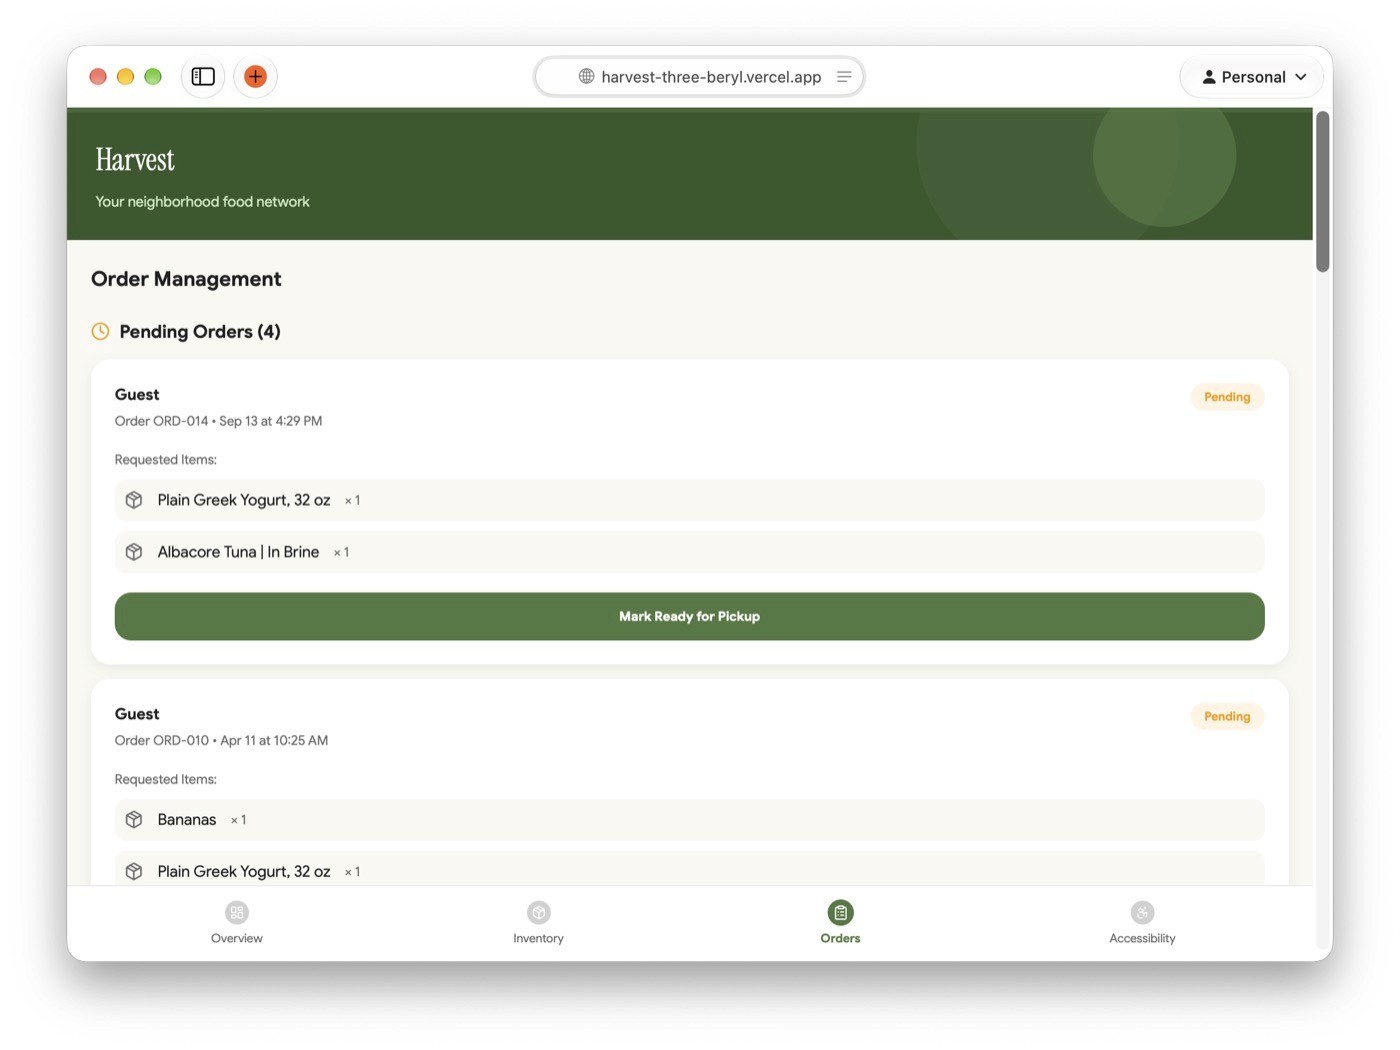 harvest-three-beryl.vercel.app
Personal
Harvest
Your neighborhood food network
Order Management
Pending Orders (4)
Guest
Pending
Order ORD-014 • Sep 13 at 4:29 PM
Requested Items:
Plain Greek Yogurt, 32 oz × 1
Albacore Tuna | In Brine × 1
Mark Ready for Pickup
Guest
Pending
Order ORD-010 • Apr 11 at 10:25 AM
Requested Items:
Bananas × 1
Plain Greek Yogurt, 32 oz × 1
Overview
Inventory
Orders
Accessibility